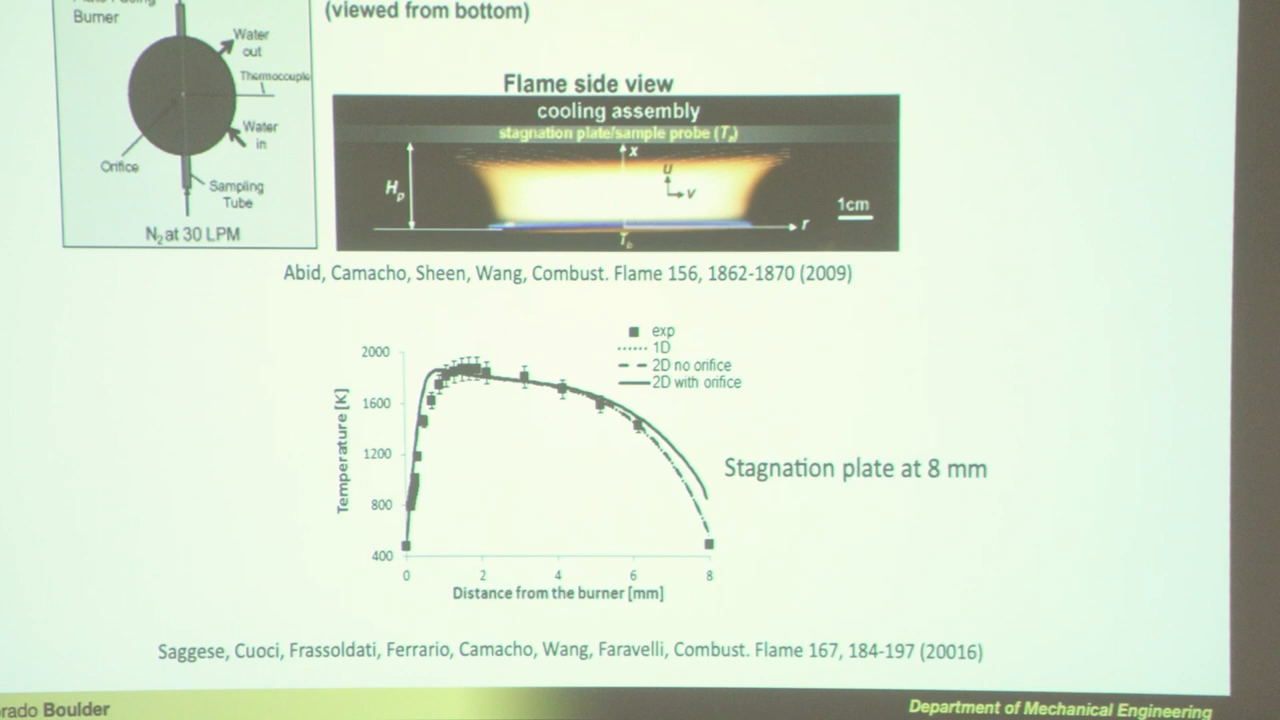 Burner
Water
out
Thermocouple
Water
in
Orifice
Sampling
Tube
N₂ at 30 LPM
(viewed from bottom)
Flame side view
cooling assembly
stagnation plate/sample probe (Tₛ)
x
u
v
Hₚ
1cm
r
Abid, Camacho, Sheen, Wang, Combust. Flame 156, 1862-1870 (2009)
exp
1D
2D no orifice
2D with orifice
2000
1600
1200
800
400
Temperature [K]
0 2 4 6 8
Distance from the burner [mm]
Stagnation plate at 8 mm
Saggese, Cuoci, Frassoldati, Ferrario, Camacho, Wang, Faravelli, Combust. Flame 167, 184-197 (20016)
rado Boulder
Department of Mechanical Engineering